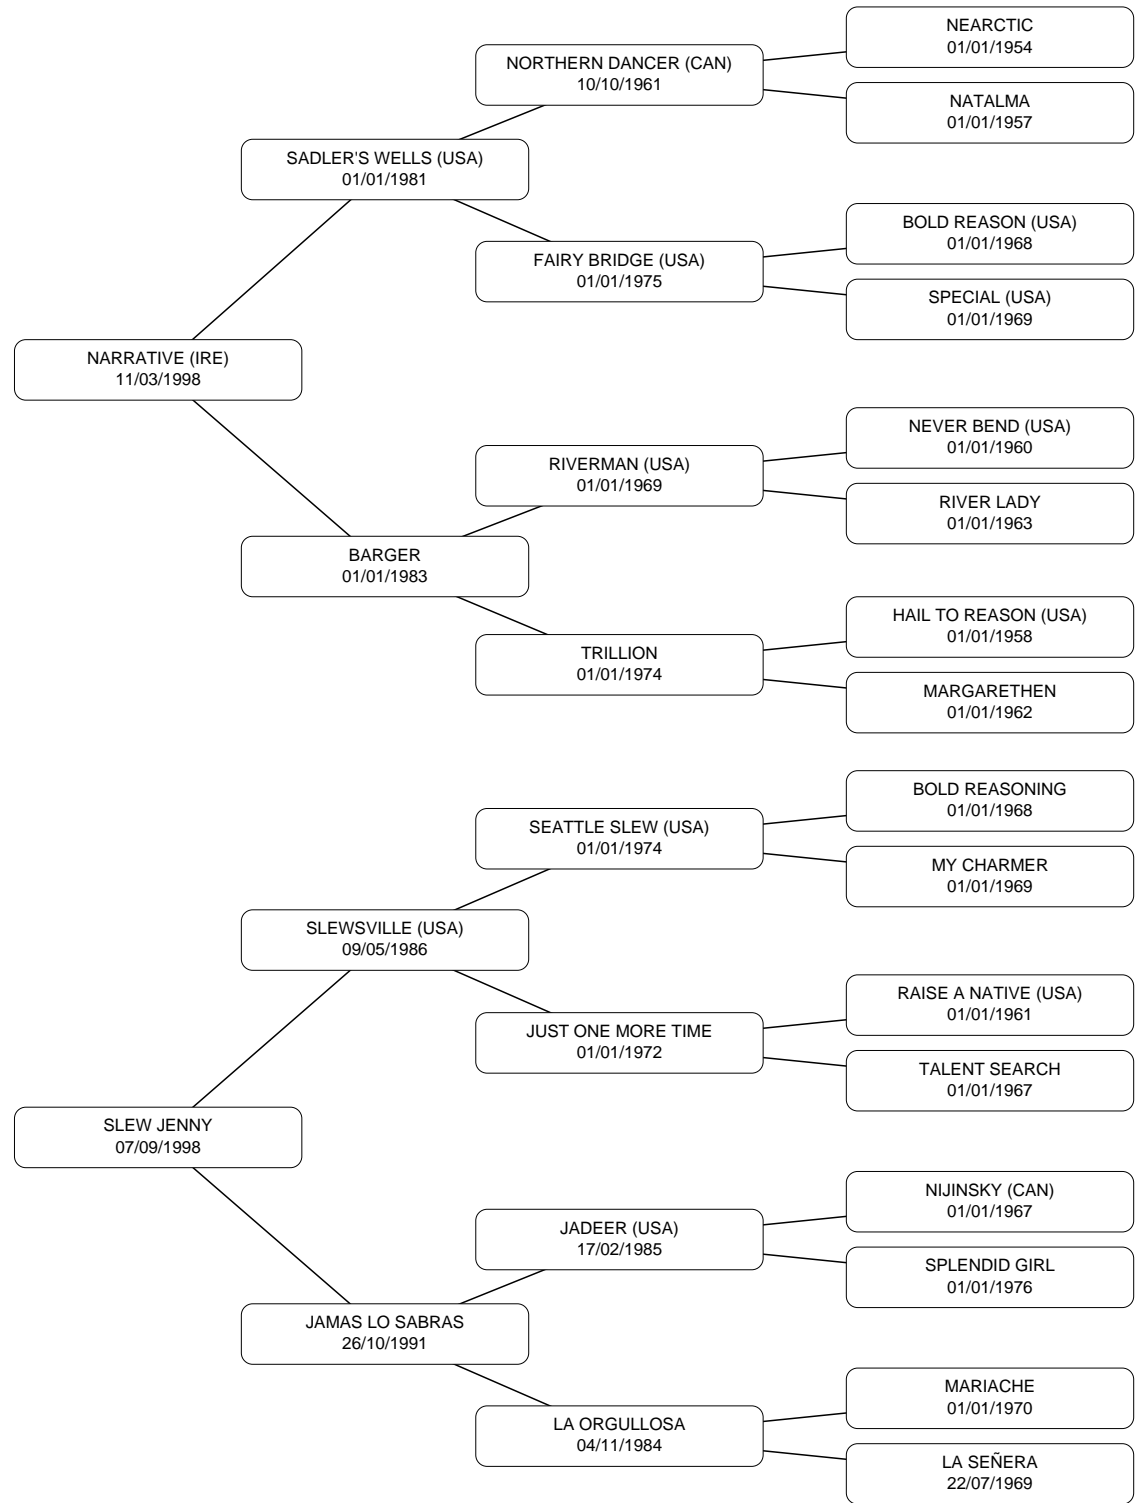 NEARCTIC
01/01/1954
NORTHERN DANCER (CAN)
10/10/1961
NATALMA
01/01/1957
SADLER'S WELLS (USA)
01/01/1981
BOLD REASON (USA)
01/01/1968
FAIRY BRIDGE (USA)
01/01/1975
SPECIAL (USA)
01/01/1969
NARRATIVE (IRE)
11/03/1998
NEVER BEND (USA)
01/01/1960
RIVERMAN (USA)
01/01/1969
RIVER LADY
01/01/1963
BARGER
01/01/1983
HAIL TO REASON (USA)
01/01/1958
TRILLION
01/01/1974
MARGARETHEN
01/01/1962
BOLD REASONING
01/01/1968
SEATTLE SLEW (USA)
01/01/1974
MY CHARMER
01/01/1969
SLEWSVILLE (USA)
09/05/1986
RAISE A NATIVE (USA)
01/01/1961
JUST ONE MORE TIME
01/01/1972
TALENT SEARCH
01/01/1967
SLEW JENNY
07/09/1998
NIJINSKY (CAN)
01/01/1967
JADEER (USA)
17/02/1985
SPLENDID GIRL
01/01/1976
JAMAS LO SABRAS
26/10/1991
MARIACHE
01/01/1970
LA ORGULLOSA
04/11/1984
LA SEÑERA
22/07/1969